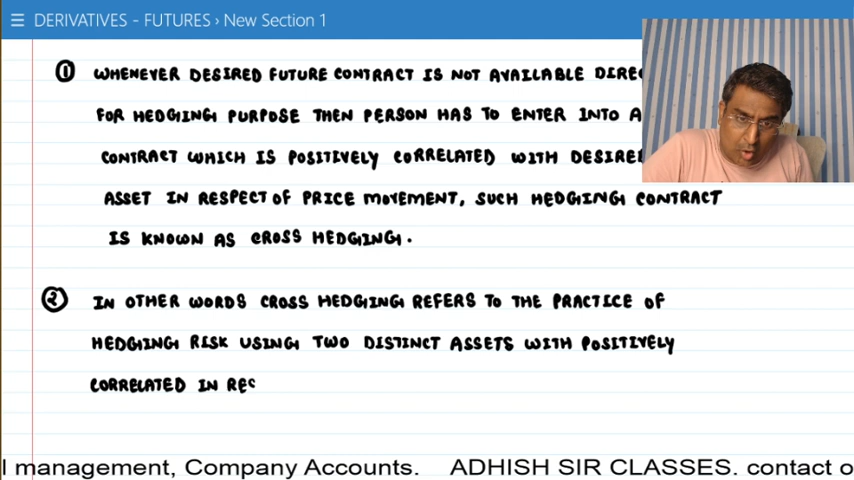 DERIVATIVES - FUTURES › New Section 1
① WHENEVER DESIRED FUTURE CONTRACT IS NOT AVAILABLE
FOR HEDGING PURPOSE THEN PERSON HAS TO ENTER INTO A
CONTRACT WHICH IS POSITIVELY CORRELATED WITH DESIRE
ASSET IN RESPECT OF PRICE MOVEMENT, SUCH HEDGING CONTRACT
IS KNOWN AS CROSS HEDGING.
② IN OTHER WORDS CROSS HEDGING REFERS TO THE PRACTICE OF
HEDGING RISK USING TWO DISTINCT ASSETS WITH POSITIVELY
CORRELATED IN REC
l management, Company Accounts. ADHISH SIR CLASSES. contact o